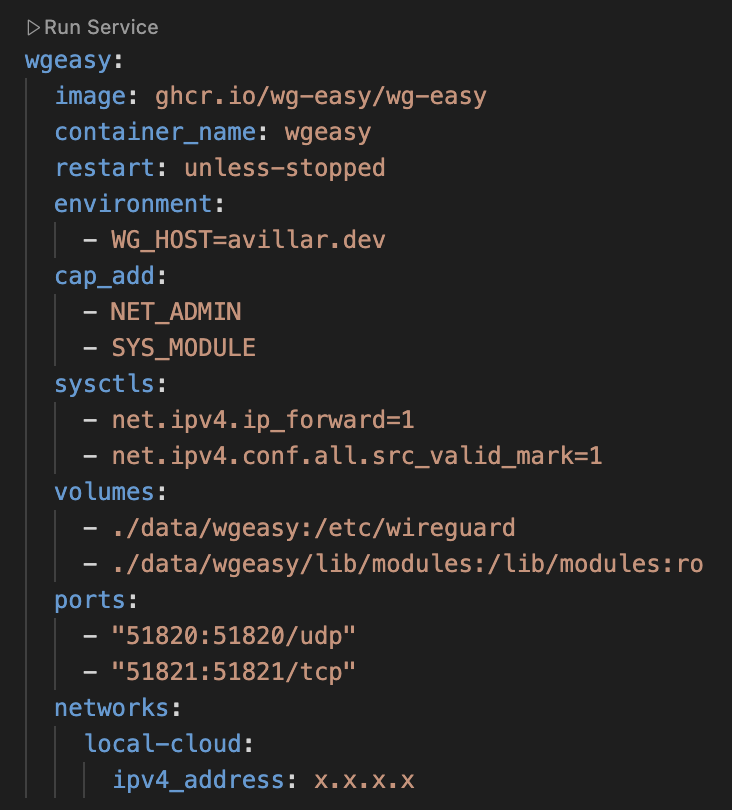 Run Service
wgeasy:
image: ghcr.io/wg-easy/wg-easy
container_name: wgeasy
restart: unless-stopped
environment:
- WG_HOST=avillar.dev
cap_add:
- NET_ADMIN
- SYS_MODULE
sysctls:
- net.ipv4.ip_forward=1
- net.ipv4.conf.all.src_valid_mark=1
volumes:
- ./data/wgeasy:/etc/wireguard
- ./data/wgeasy/lib/modules:/lib/modules:ro
ports:
- "51820:51820/udp"
- "51821:51821/tcp"
networks:
local-cloud:
ipv4_address: x.x.x.x